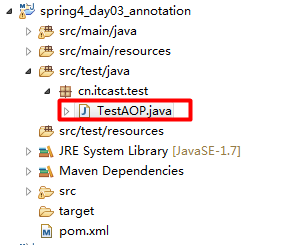 spring4_day03_annotation
src/main/java
src/main/resources
src/test/java
cn.itcast.test
TestAOP.java
src/test/resources
JRE System Library [JavaSE-1.7]
Maven Dependencies
src
target
pom.xml